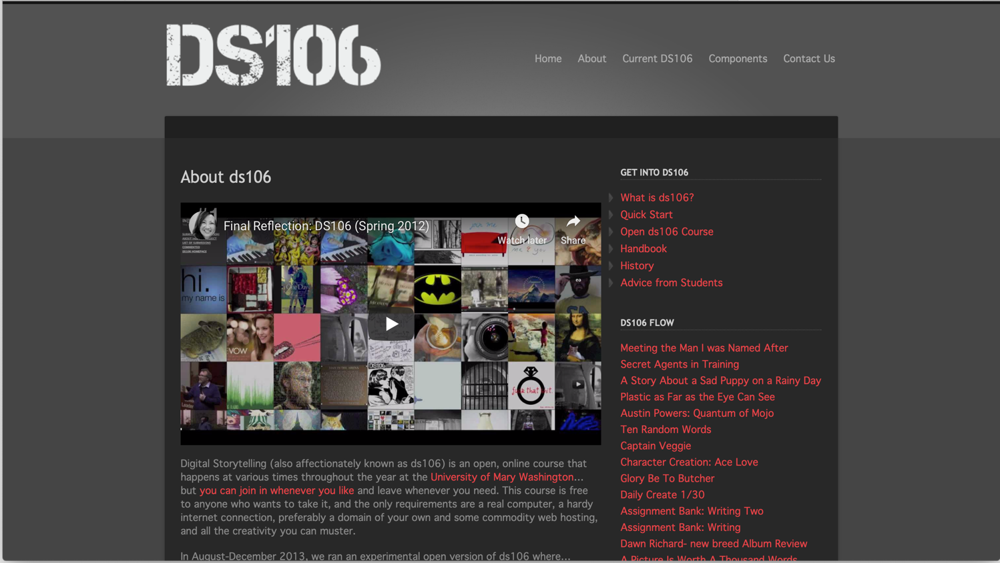 DS106
Home About Current DS106 Components Contact Us
About ds106
Final Reflection: DS106 (Spring 2012)
Watch later
Share
hi.
my name is
One Day
VOW
DS106
Digital Storytelling (also affectionately known as ds106) is an open, online course that
happens at various times throughout the year at the University of Mary Washington...
but you can join in whenever you like and leave whenever you need. This course is free
to anyone who wants to take it, and the only requirements are a real computer, a hardy
internet connection, preferably a domain of your own and some commodity web hosting,
and all the creativity you can muster.
In August-December 2013, we ran an experimental open version of ds106 where...
GET INTO DS106
What is ds106?
Quick Start
Open ds106 Course
Handbook
History
Advice from Students
DS106 FLOW
Meeting the Man I was Named After
Secret Agents in Training
A Story About a Sad Puppy on a Rainy Day
Plastic as Far as the Eye Can See
Austin Powers: Quantum of Mojo
Ten Random Words
Captain Veggie
Character Creation: Ace Love
Glory Be To Butcher
Daily Create 1/30
Assignment Bank: Writing Two
Assignment Bank: Writing
Dawn Richard- new breed Album Review
A Picture Is Worth A Thousand Words